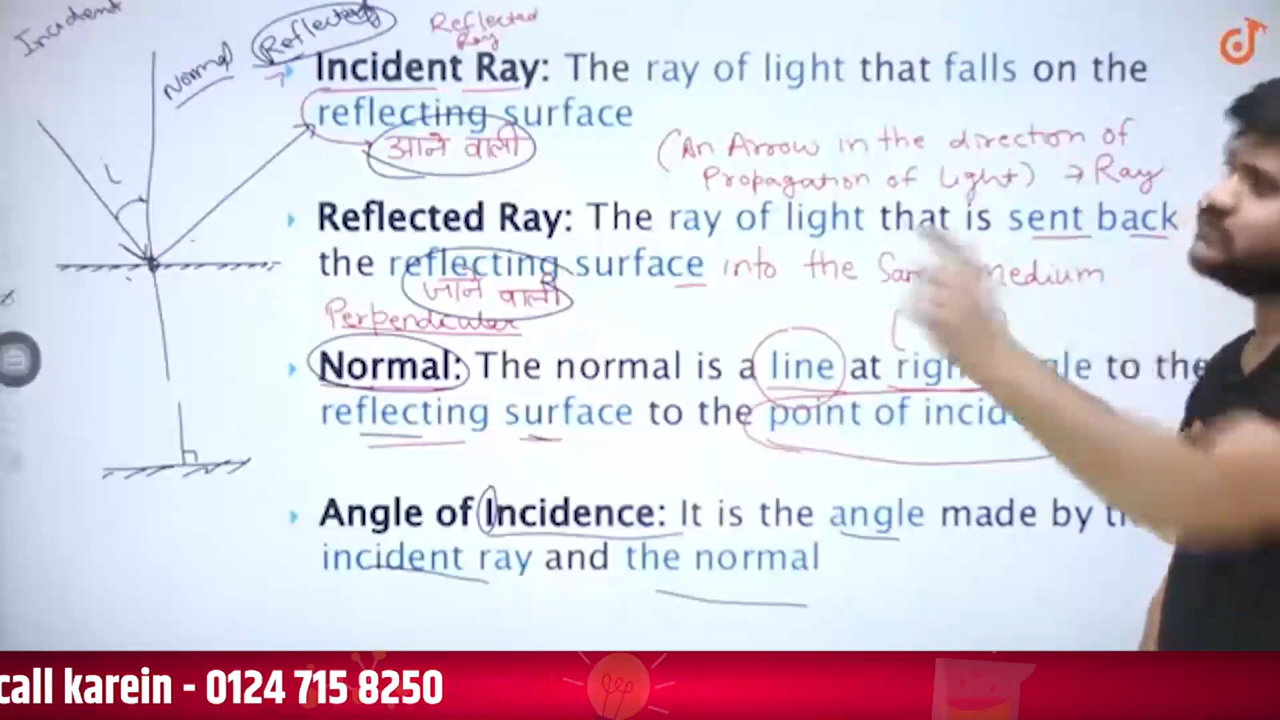 Incident
Normal
Reflected
Reflected
Ray
Incident Ray: The ray of light that falls on the
reflecting surface
आने वाली
(An Arrow in the direction of
Propagation of Light) → Ray
i
Reflected Ray: The ray of light that is sent back
the reflecting surface into the Same medium
जाने वाली
Perpendicular
Normal: The normal is a line at right to the
reflecting surface to the point of
Angle of Incidence: It is the angle made by
incident ray and the normal
call karein - 0124 715 8250